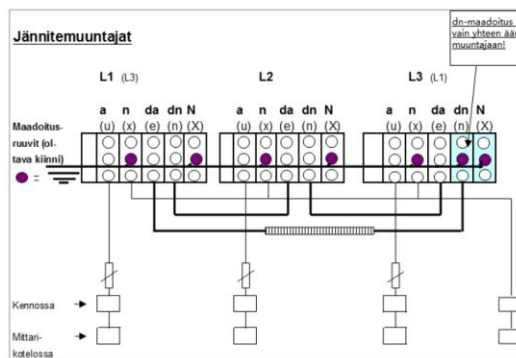 Jännitemuuntajat
dn-maadoitus
vain yhteen
muuntajaan!
L1 (L3)
L2
L3 (L1)
a n da dn N
a n da dn N
a n da dn N
(u) (x) (e) (n) (X)
(u) (x) (e) (n) (X)
(u) (x) (e) (n) (X)
Maadoitus-
ruuvit (ol-
tava kiinni)
=
Kennossa
Mittari-
kotelossa